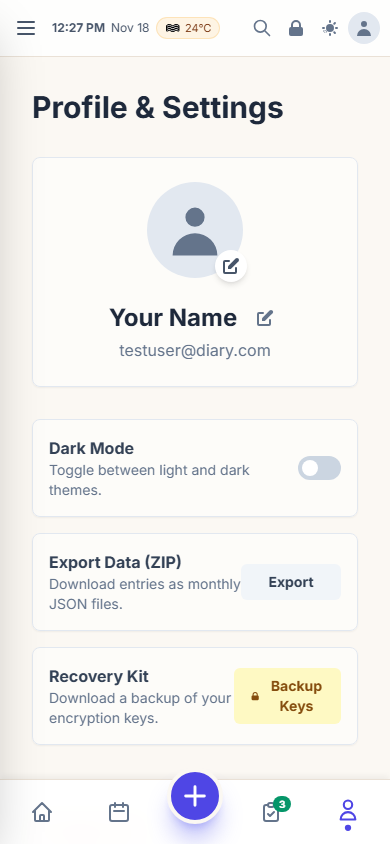 12:27 PM Nov 18 24°C
Profile & Settings
Your Name
testuser@diary.com
Dark Mode
Toggle between light and dark
themes.
Export Data (ZIP)
Download entries as monthly
JSON files.
Export
Recovery Kit
Download a backup of your
encryption keys.
Backup
Keys
3